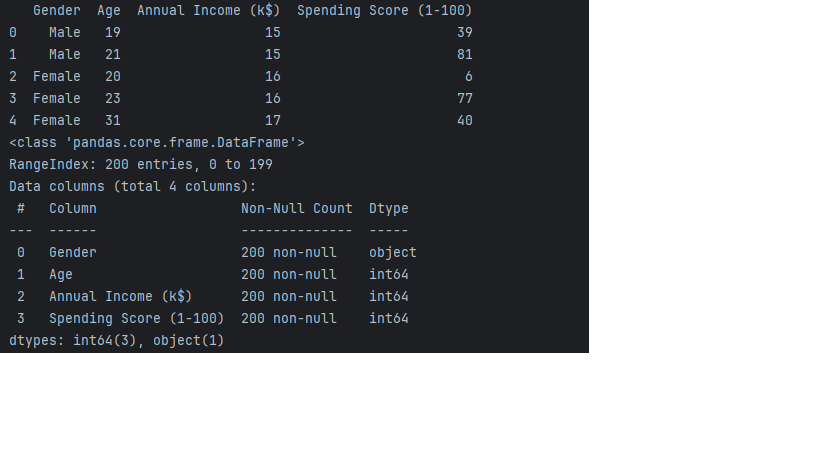 Gender  Age  Annual Income (k$)  Spending Score (1-100)
0    Male   19                  15                      39
1    Male   21                  15                      81
2  Female   20                  16                       6
3  Female   23                  16                      77
4  Female   31                  17                      40
<class 'pandas.core.frame.DataFrame'>
RangeIndex: 200 entries, 0 to 199
Data columns (total 4 columns):
 #   Column                  Non-Null Count  Dtype
---  ------                  --------------  -----
 0   Gender                  200 non-null    object
 1   Age                     200 non-null    int64
 2   Annual Income (k$)      200 non-null    int64
 3   Spending Score (1-100)  200 non-null    int64
dtypes: int64(3), object(1)